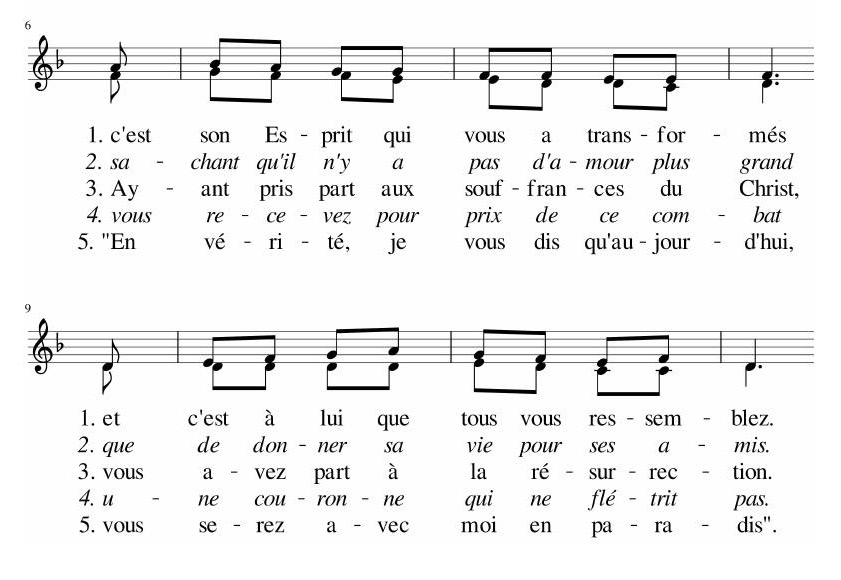 6
1. c'est son Es - prit qui vous a trans - for - més
2. sa - chant qu'il n'y a pas d'a - mour plus grand
3. Ay - ant pris part aux souf - fran - ces du Christ,
4. vous re - ce - vez pour prix de ce com - bat
5. "En vé - ri - té, je vous dis qu'au - jour - d'hui,
9
1. et c'est à lui que tous vous res - sem - blez.
2. que de don - ner sa vie pour ses a - mis.
3. vous a - vez part à la ré - sur - rec - tion.
4. u - ne cou - ron - ne qui ne flé - trit pas.
5. vous se - rez a - vec moi en pa - ra - dis".